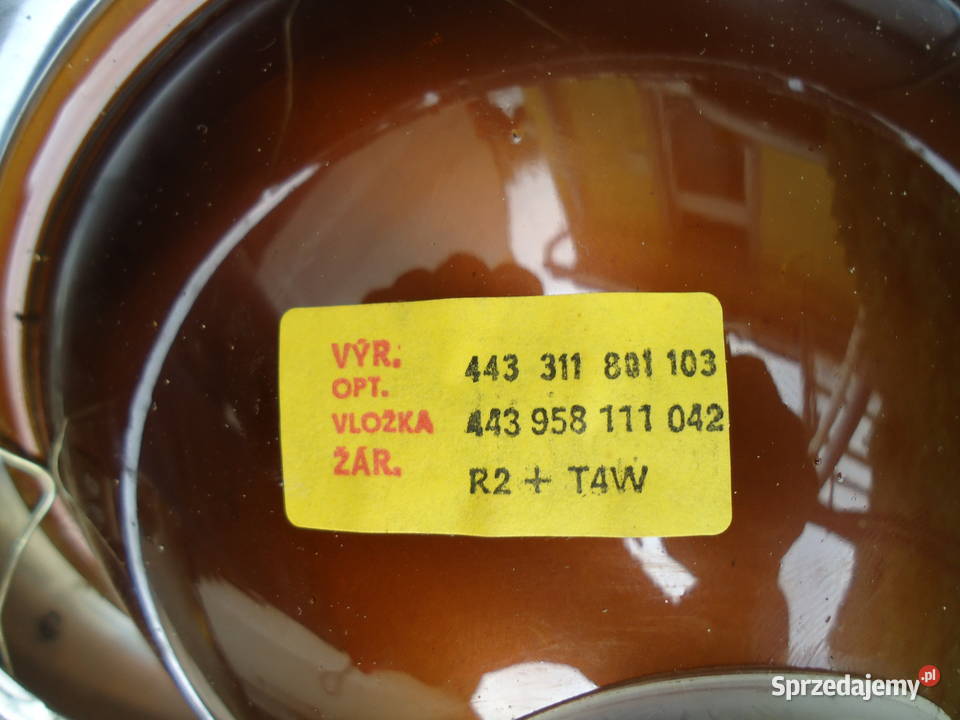 VÝR. 443 311 801 103
OPT.
VLOŽKA 443 958 111 042
ŽÁR. R2 + T4W
Sprzedajemy.pl